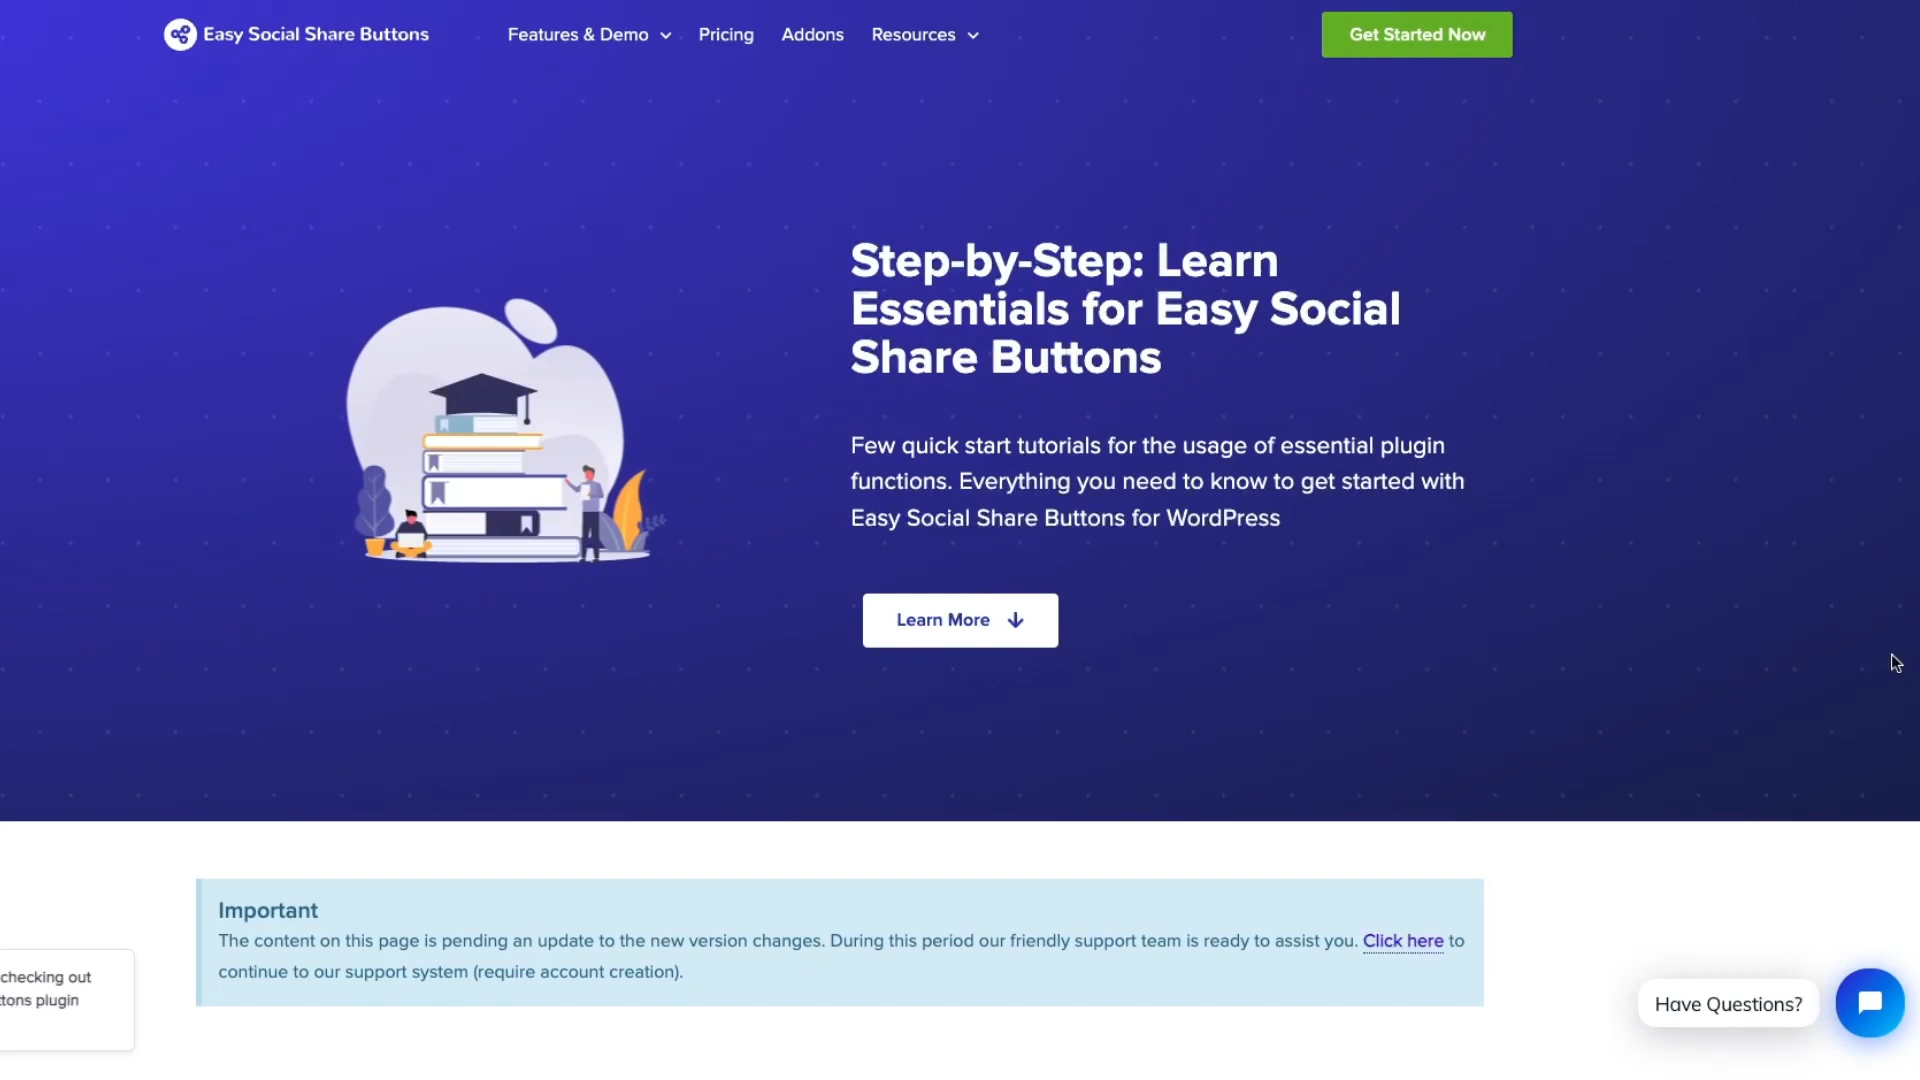 Easy Social Share Buttons
Features & Demo
Pricing
Addons
Resources
Get Started Now
Step-by-Step: Learn
Essentials for Easy Social
Share Buttons
Few quick start tutorials for the usage of essential plugin
functions. Everything you need to know to get started with
Easy Social Share Buttons for WordPress
Learn More
Important
The content on this page is pending an update to the new version changes. During this period our friendly support team is ready to assist you. Click here to
continue to our support system (require account creation).
checking out
ttons plugin
Have Questions?